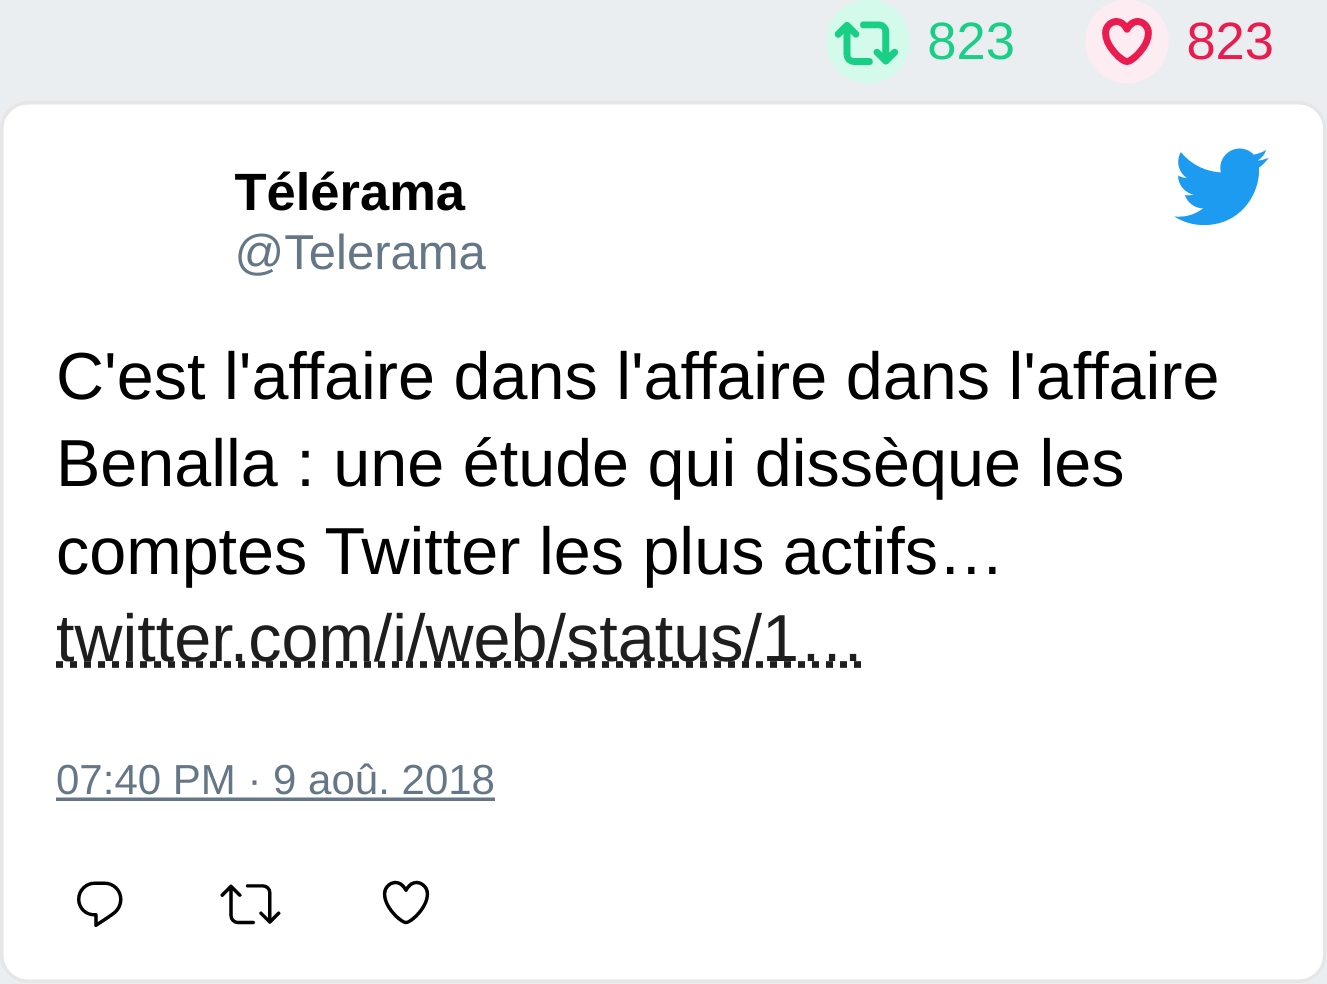 823 823
Télérama
@Telerama
C'est l'affaire dans l'affaire dans l'affaire
Benalla : une étude qui dissèque les
comptes Twitter les plus actifs…
twitter.com/i/web/status/1…
07:40 PM · 9 aoû. 2018